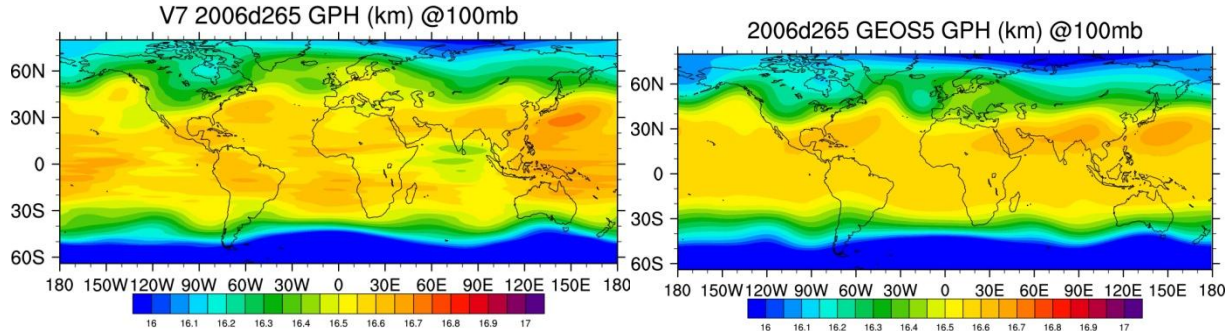 V7 2006d265 GPH (km) @100mb
60N
30N
0
30S
60S
180 150W 120W 90W 60W 30W 0 30E 60E 90E 120E 150E 180
16 16.1 16.2 16.3 16.4 16.5 16.6 16.7 16.8 16.9 17
2006d265 GEOS5 GPH (km) @100mb
60N
30N
0
30S
60S
180 150W 120W 90W 60W 30W 0 30E 60E 90E 120E 150E 180
16 16.1 16.2 16.3 16.4 16.5 16.6 16.7 16.8 16.9 17